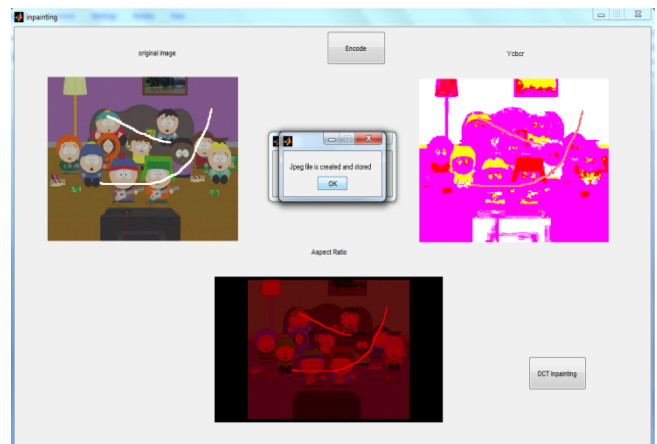 inpainting
Encode
original image
Ycbcr
Jpeg file is created and stored
OK
Aspect Ratio
DCT Inpainting